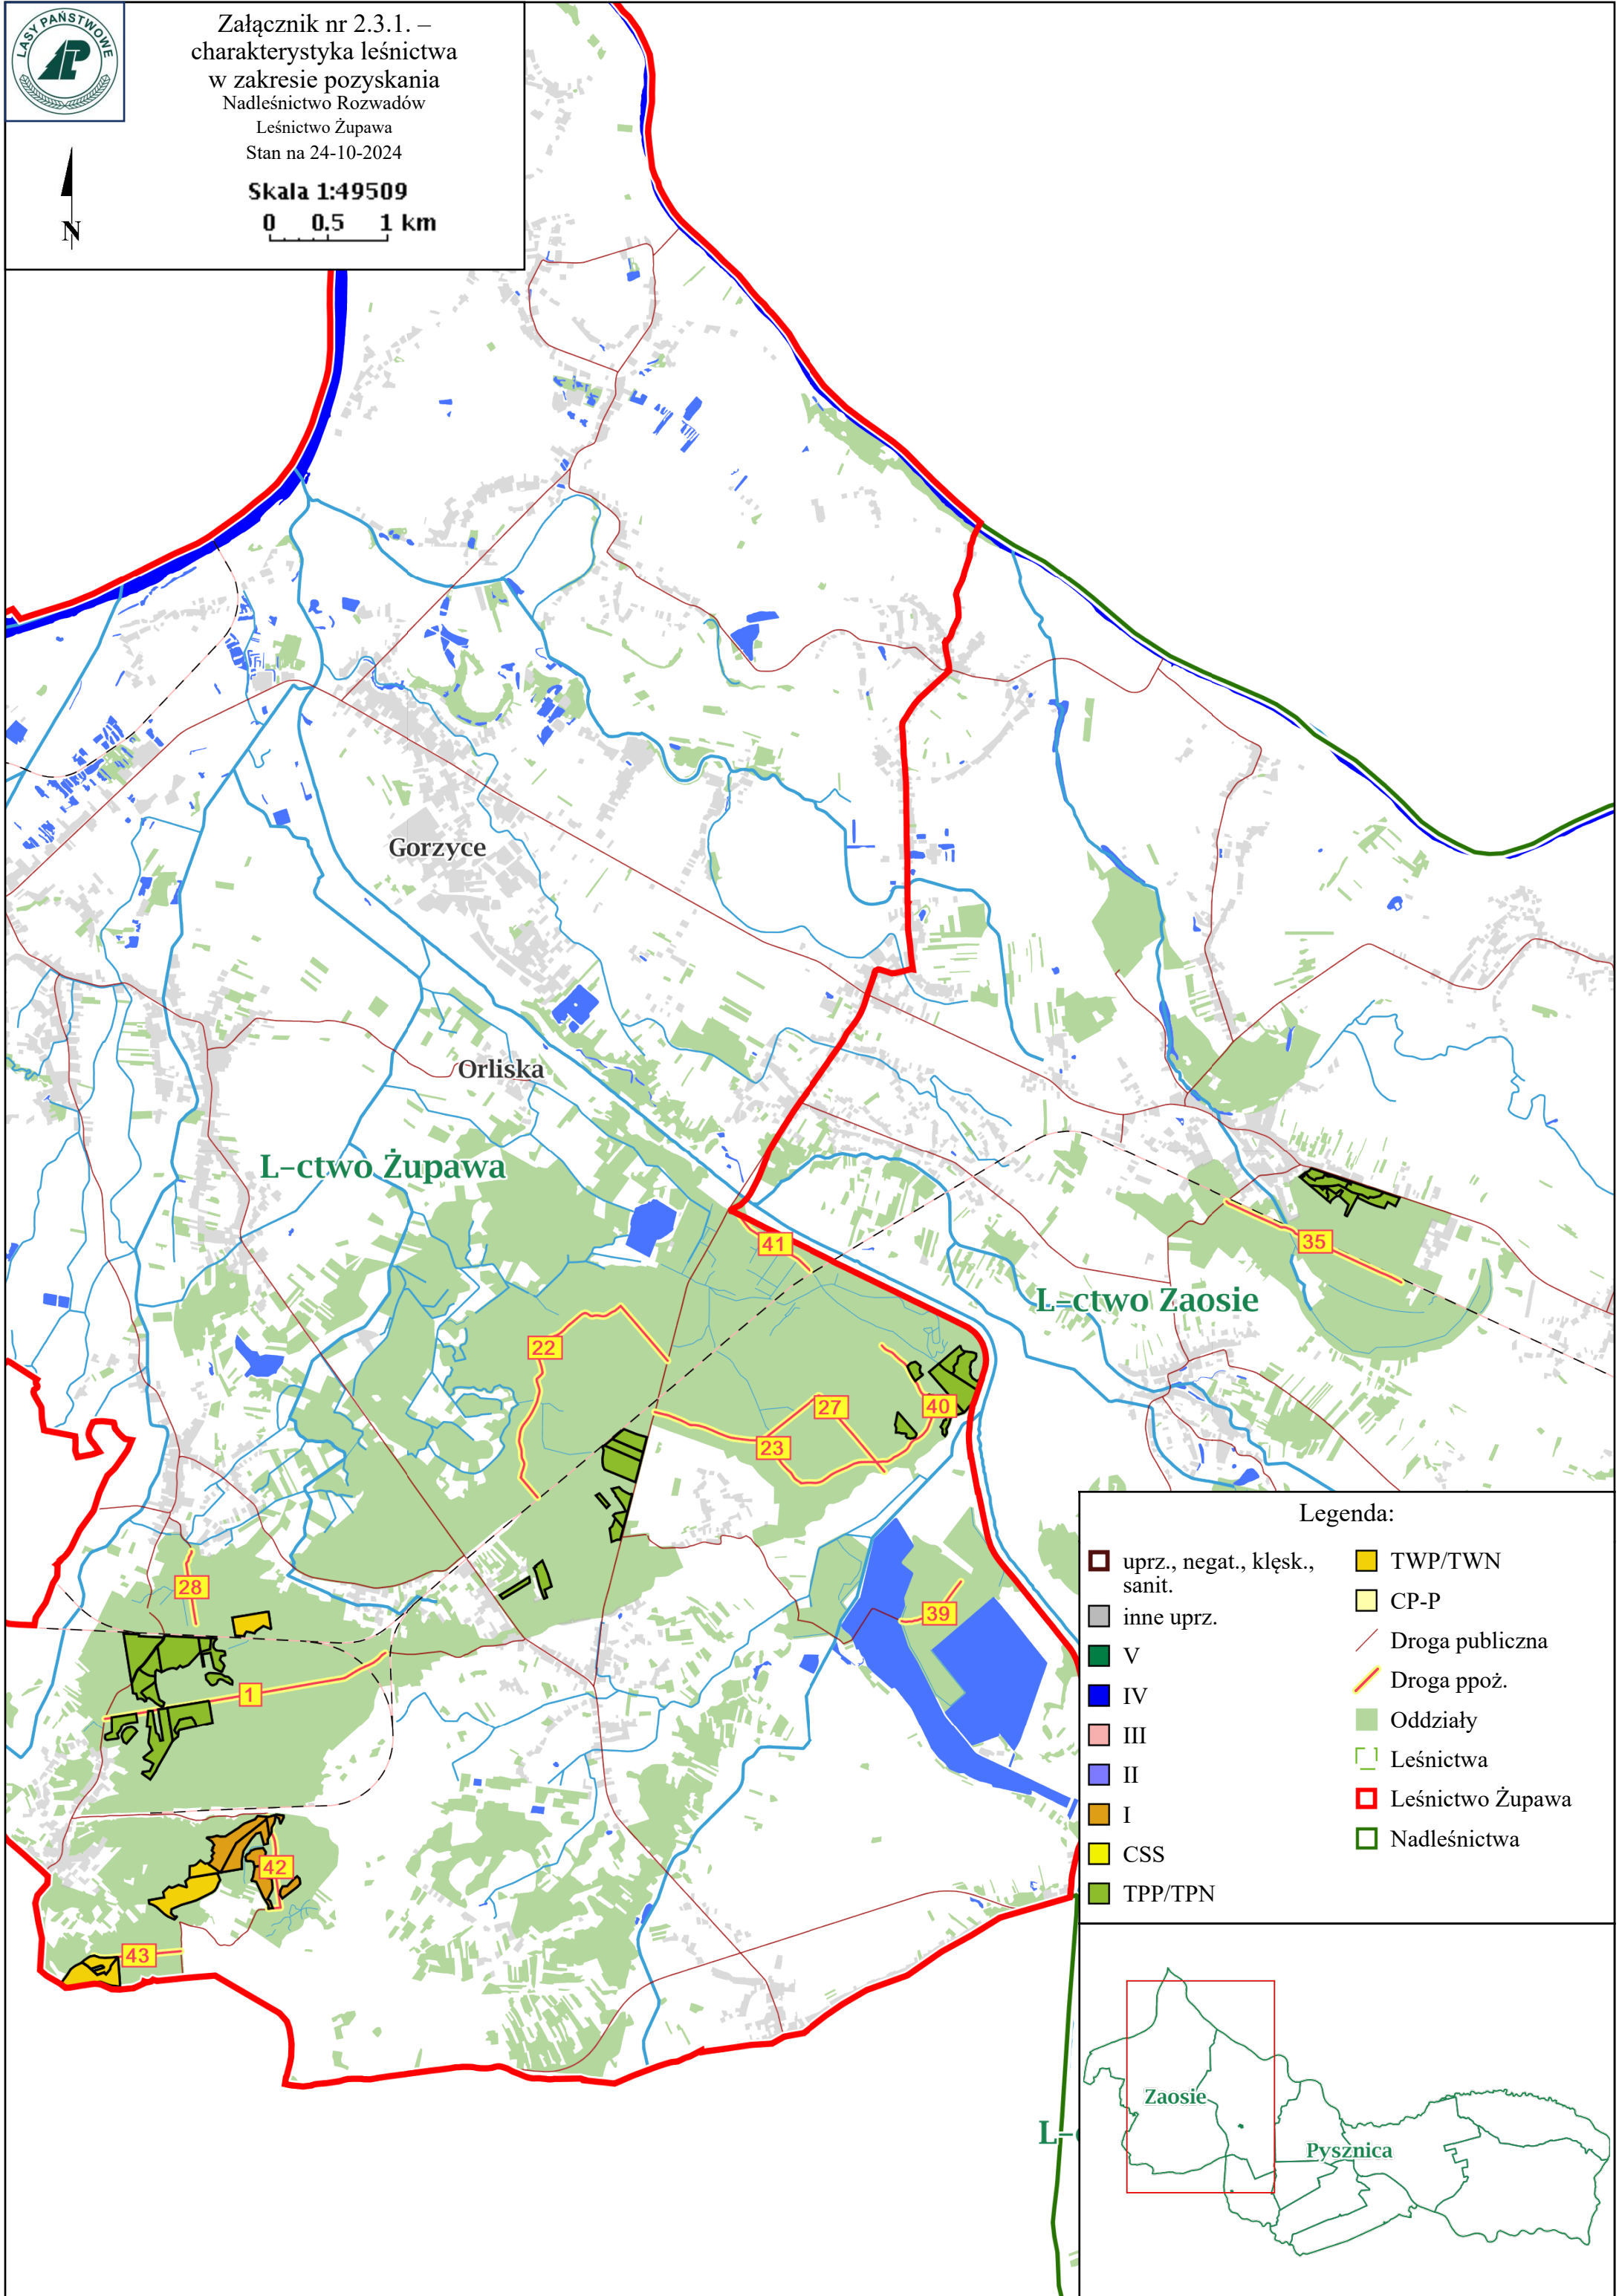 LASY PAŃSTWOWE
LP
Załącznik nr 2.3.1. –
charakterystyka leśnictwa
w zakresie pozyskania
Nadleśnictwo Rozwadów
Leśnictwo Żupawa
Stan na 24-10-2024
Skala 1:49509
0 0.5 1 km
N
Gorzyce
Orliska
L-ctwo Żupawa
41
35
L-ctwo Zaosie
22
27
40
23
28
39
1
42
43
L-
Legenda:
uprz., negat., klęsk.,
sanit.
inne uprz.
V
IV
III
II
I
CSS
TPP/TPN
TWP/TWN
CP-P
Droga publiczna
Droga ppoż.
Oddziały
Leśnictwa
Leśnictwo Żupawa
Nadleśnictwa
Zaosie
Pysznica